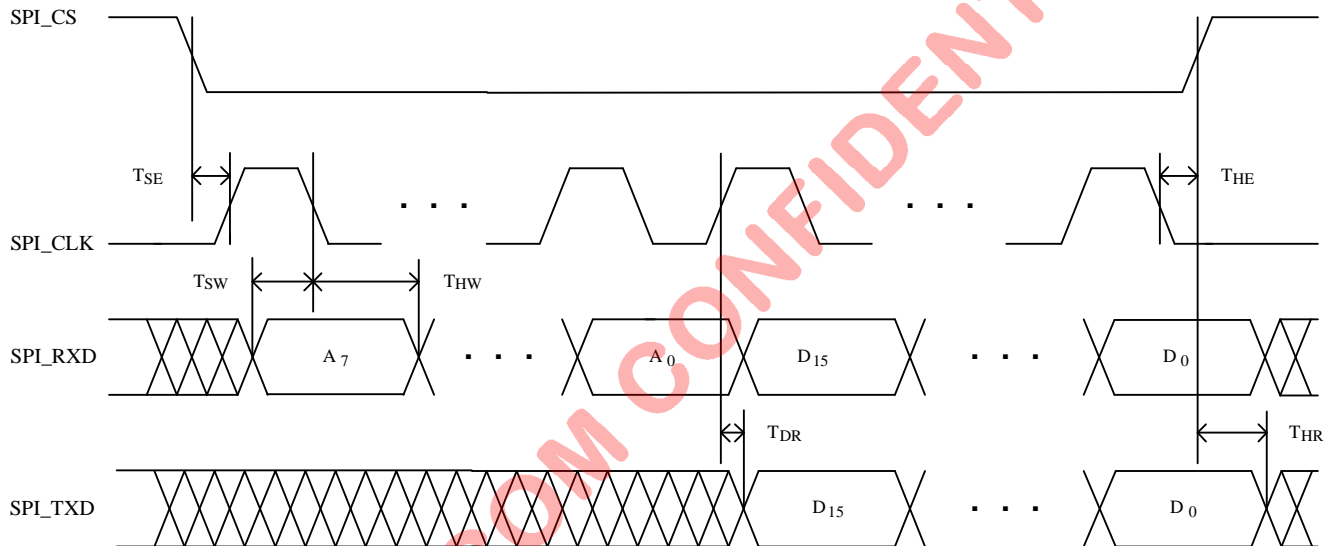 SPI_CS
TSE
THE
SPI_CLK
. . .
. . .
TSW
THW
SPI_RXD
A7
. . .
A0
D15
. . .
D0
TDR
THR
SPI_TXD
D15
. . .
D0
COM CONFIDENT